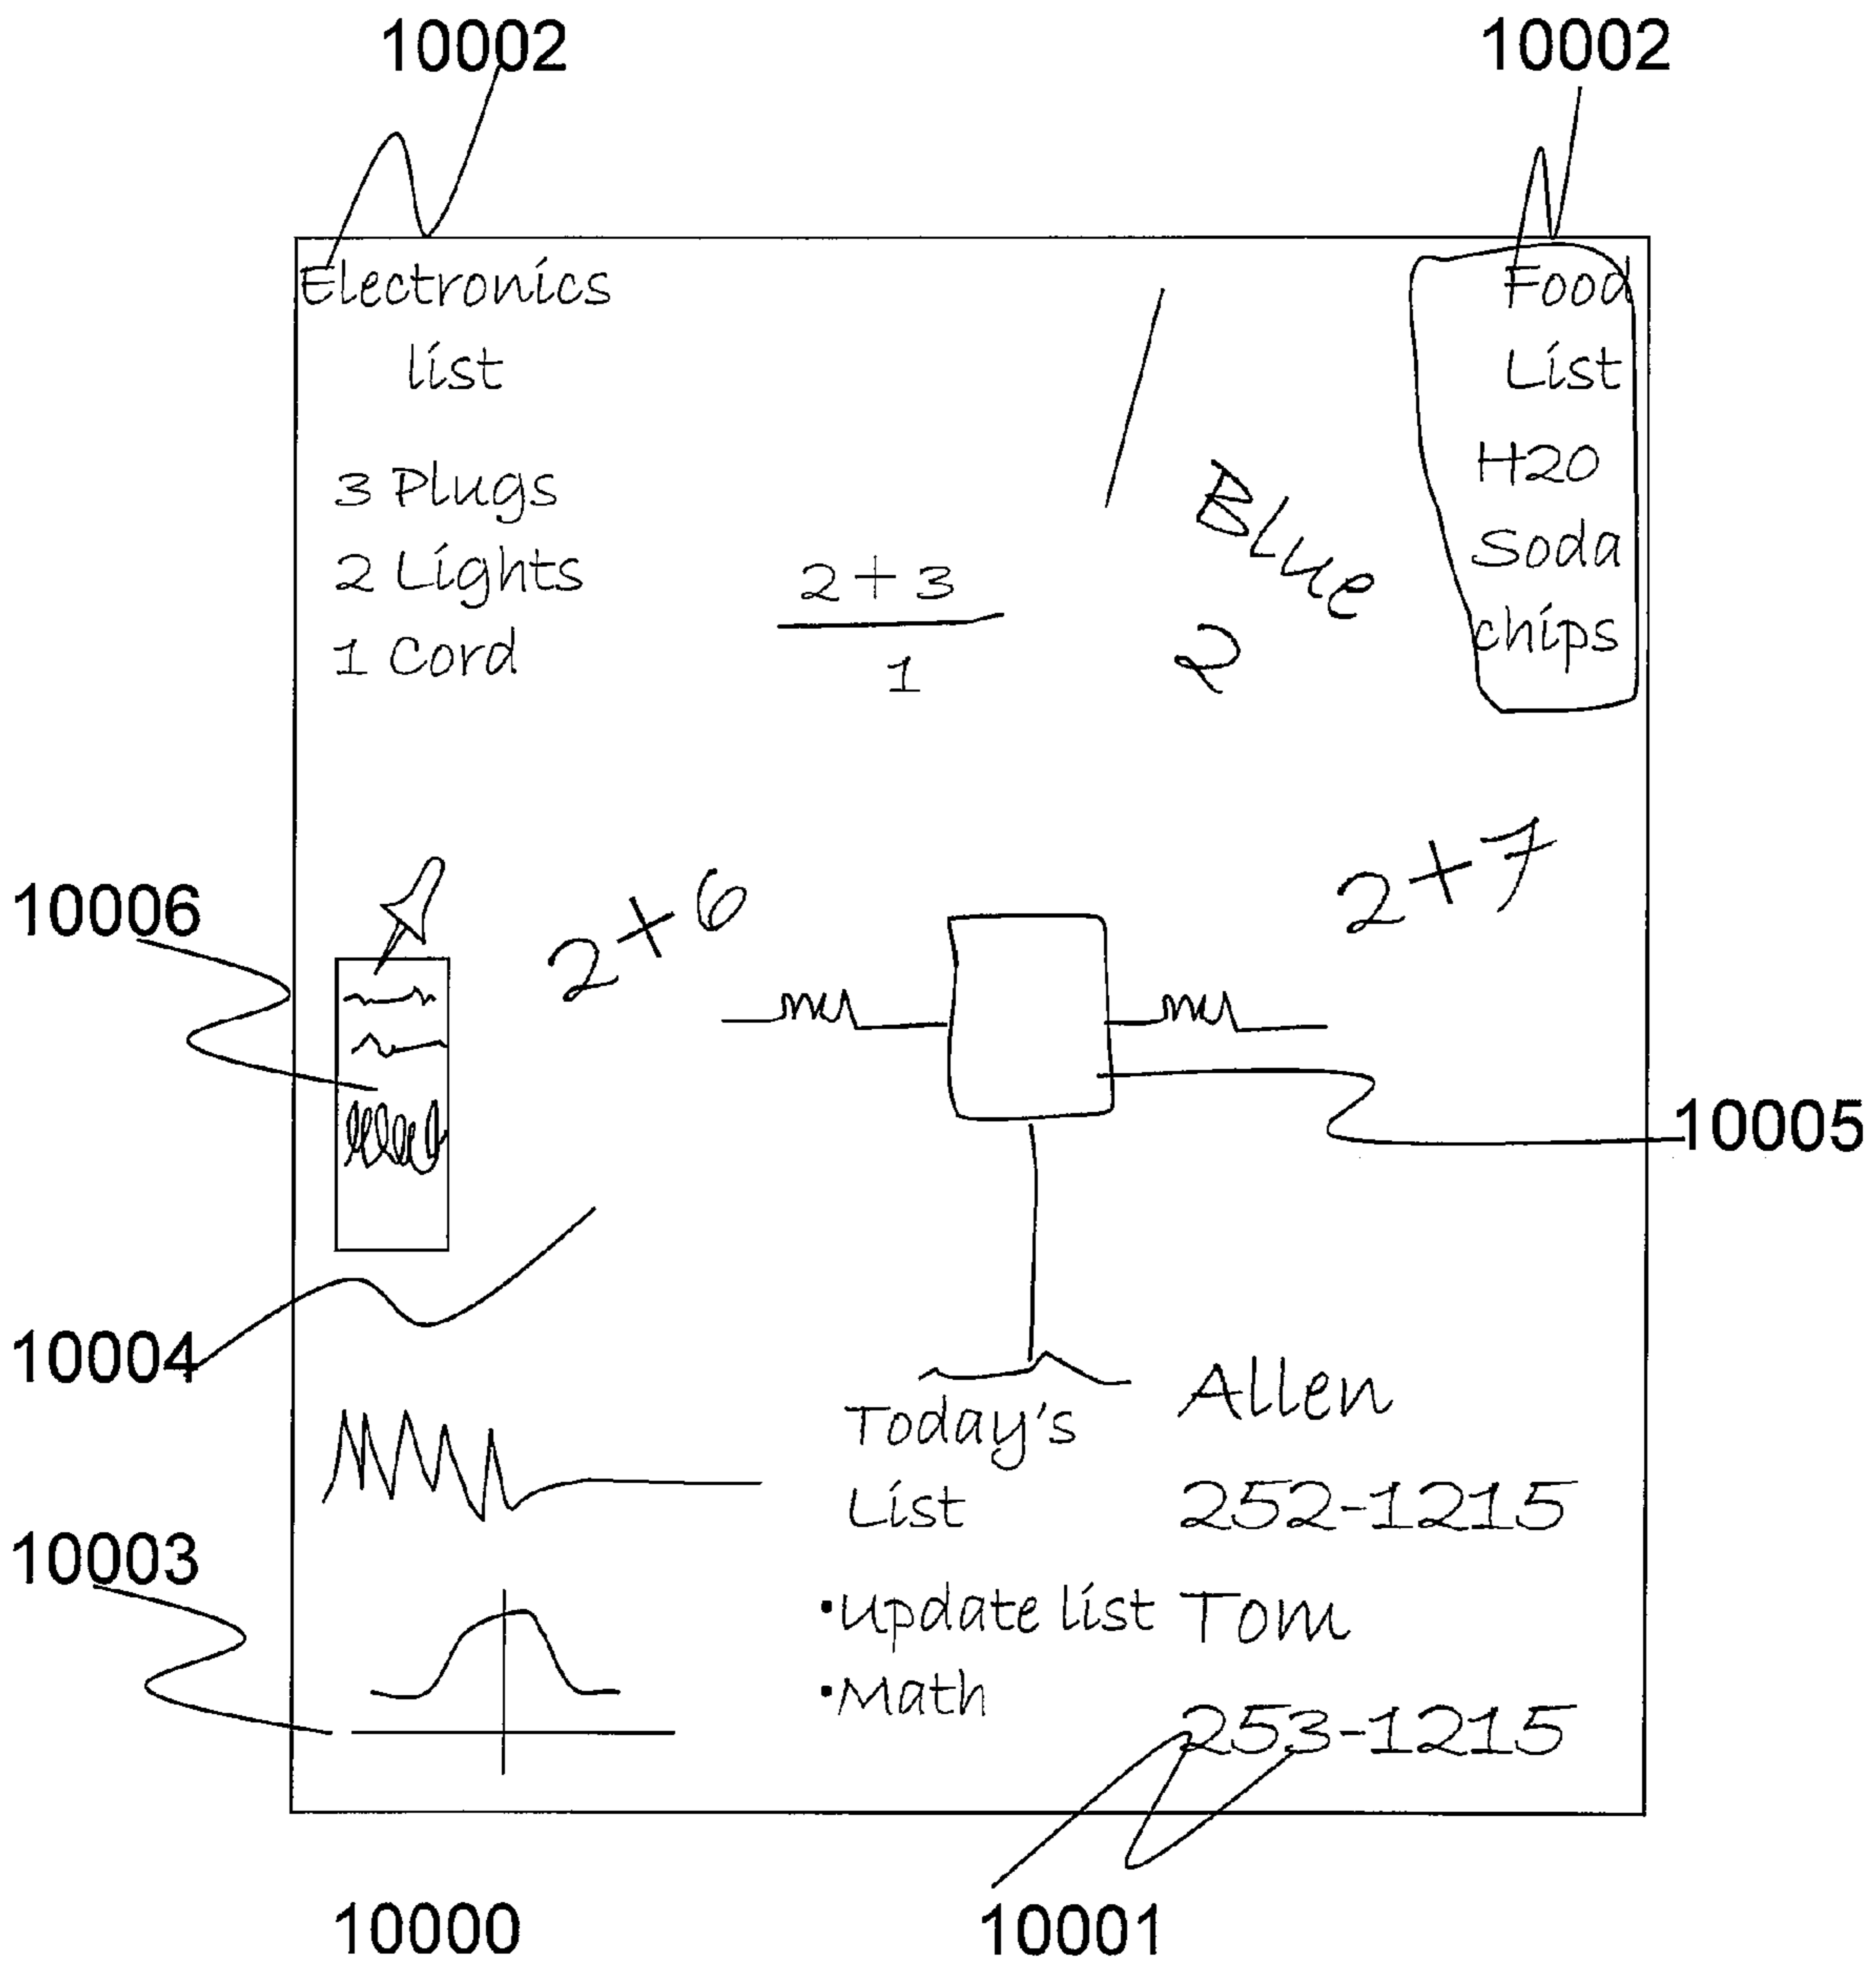 10002
10002
Electronics
list
3 Plugs
2 Lights
1 Cord
2+3
1
Blue
2
Food
List
H20
Soda
chips
10006
2+6
2+7
10005
10004
Today's
List
•update list
•Math
Allen
252-1215
Tom
253-1215
10003
10000
10001